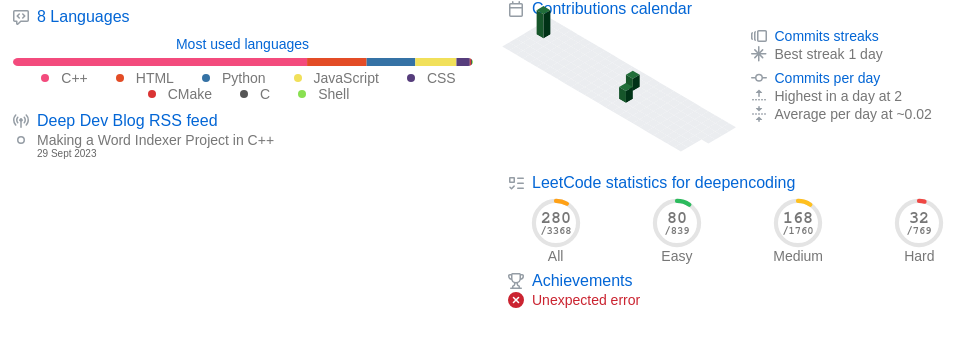 8 Languages
Most used languages
C++ HTML Python JavaScript CSS
CMake C Shell
Deep Dev Blog RSS feed
Making a Word Indexer Project in C++
29 Sept 2023
Contributions calendar
Commits streaks
Best streak 1 day
Commits per day
Highest in a day at 2
Average per day at ~0.02
LeetCode statistics for deepencoding
280 80 168 32
/3368 /839 /1760 /769
All Easy Medium Hard
Achievements
Unexpected error